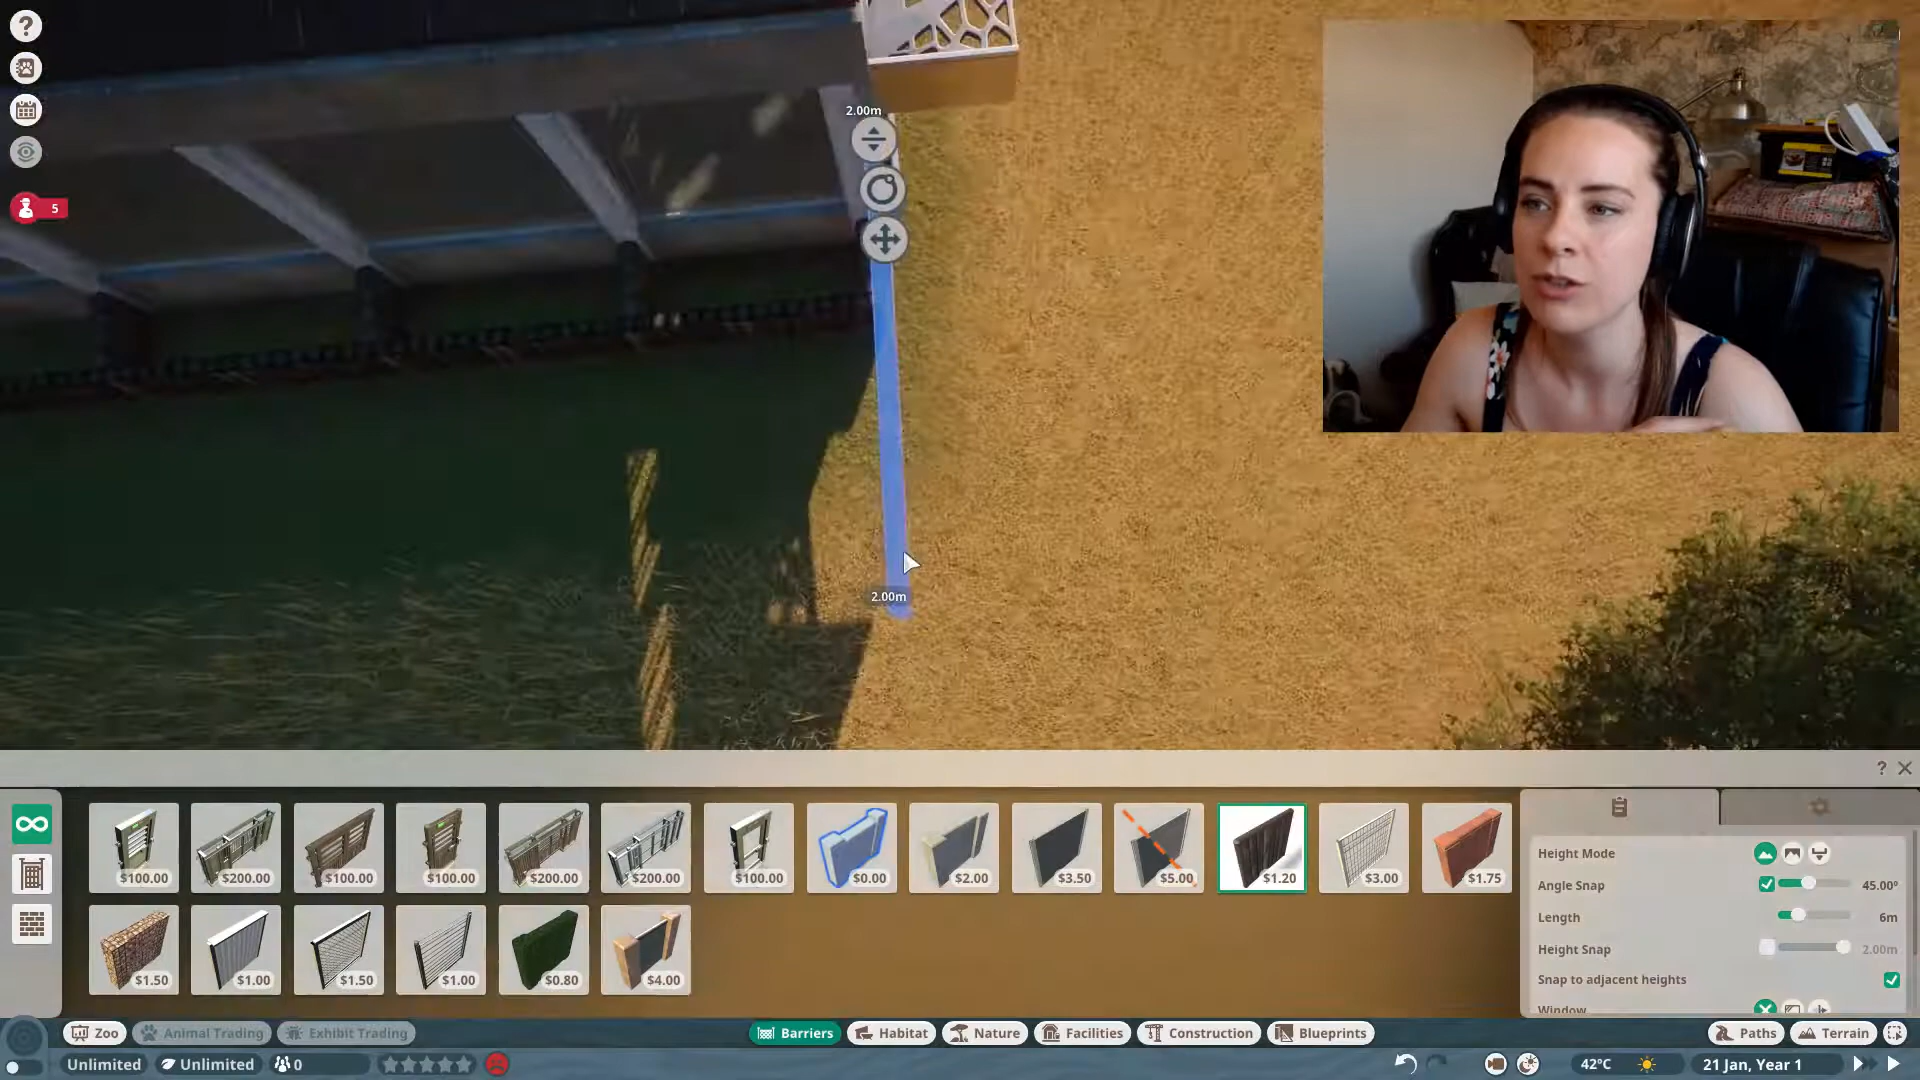 ?
5
2.00m
2.00m
?
$100.00
$200.00
$100.00
$100.00
$200.00
$200.00
$100.00
$0.00
$2.00
$3.50
$5.00
$1.20
$3.00
$1.75
$1.50
$1.00
$1.50
$1.00
$0.80
$4.00
Height Mode
Angle Snap 45.00°
Length 6m
Height Snap 2.00m
Snap to adjacent heights
Window
Zoo Animal Trading Exhibit Trading Barriers Habitat Nature Facilities Construction Blueprints Paths Terrain
Unlimited Unlimited 0 42°C 21 Jan, Year 1